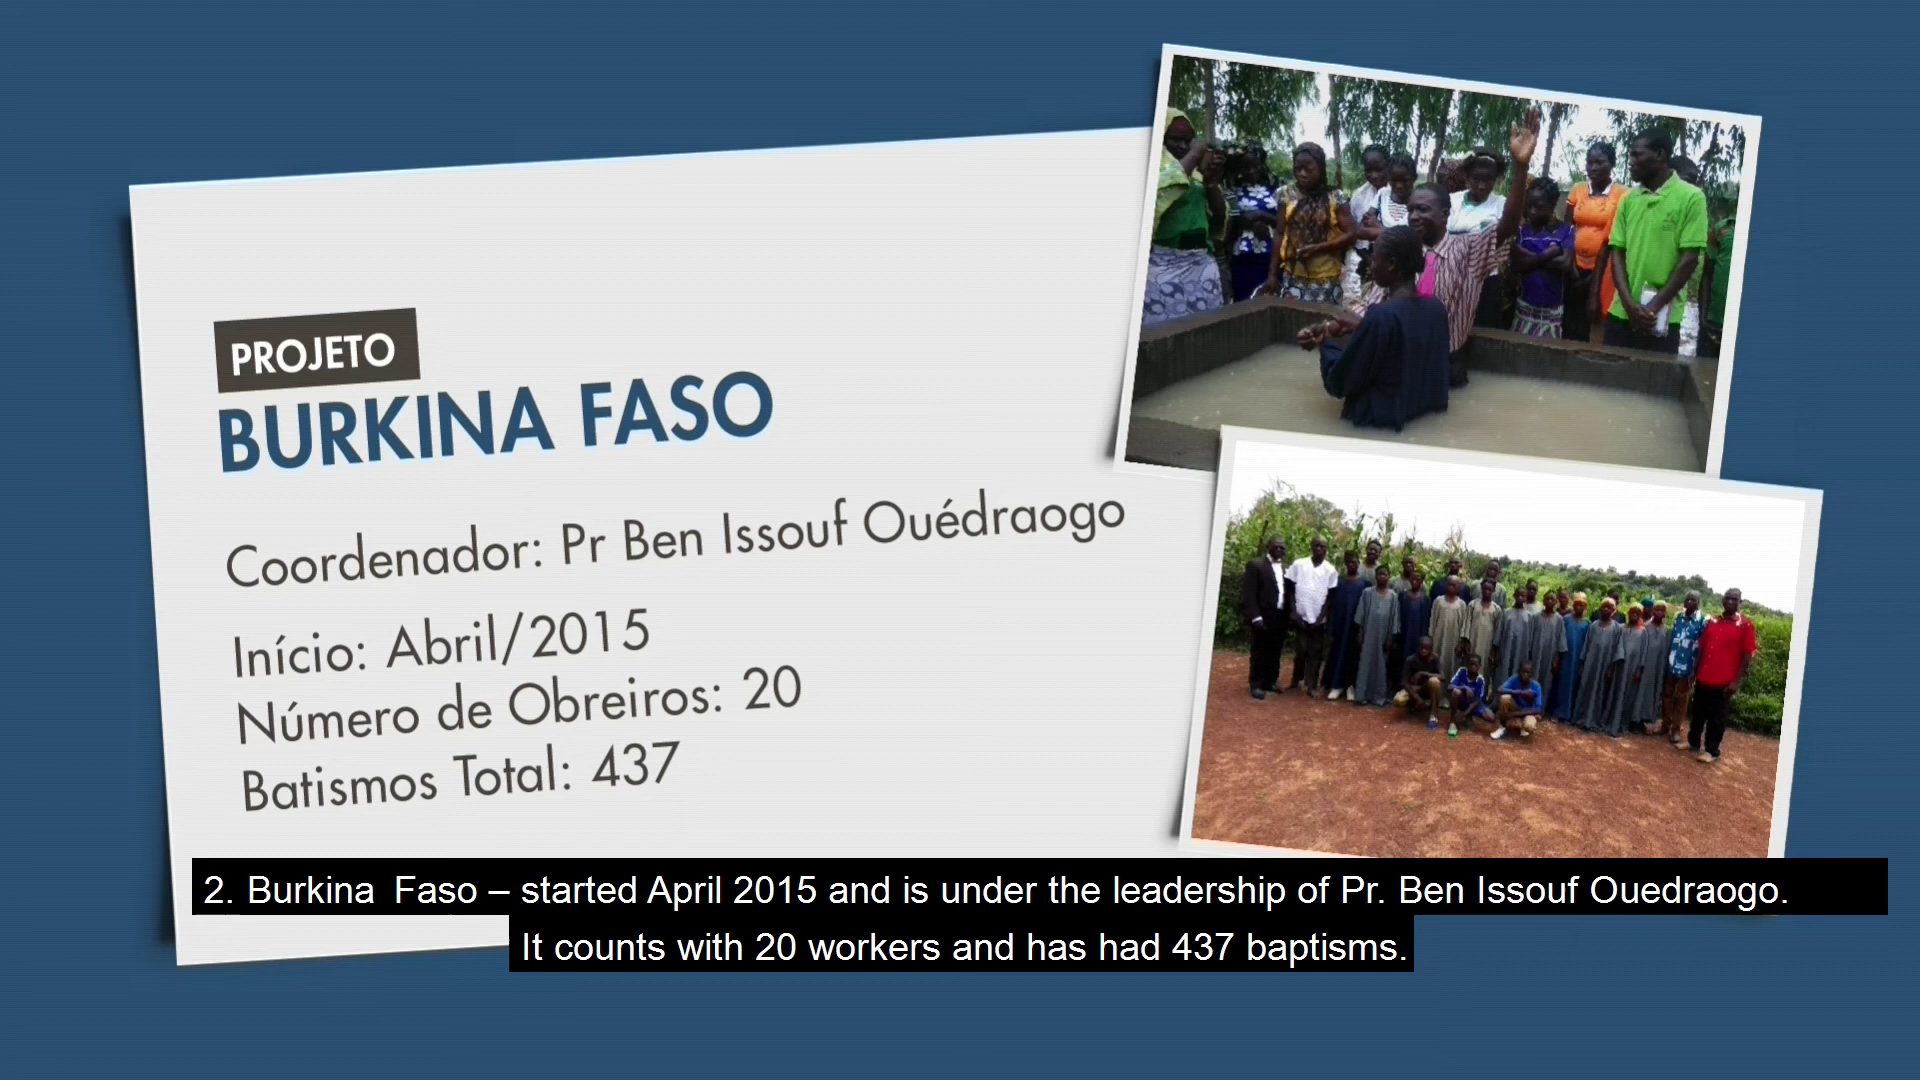 PROJETO
BURKINA FASO
Coordenador: Pr Ben Issouf Ouédraogo
Início: Abril/2015
Número de Obreiros: 20
Batismos Total: 437
2. Burkina Faso – started April 2015 and is under the leadership of Pr. Ben Issouf Ouedraogo.
It counts with 20 workers and has had 437 baptisms.